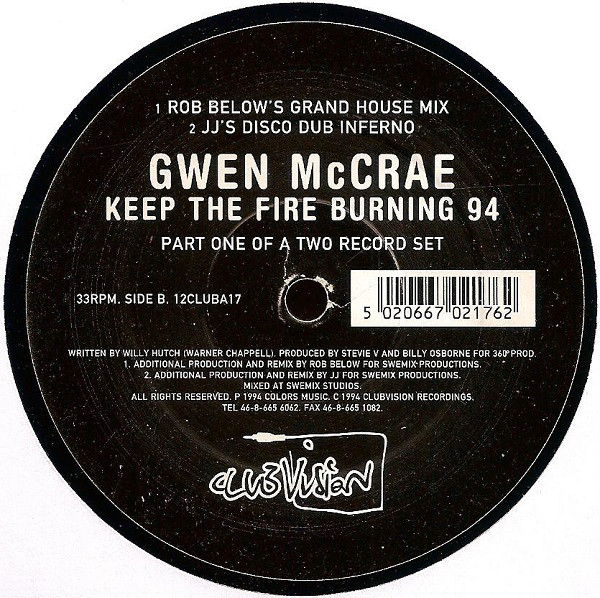 1 ROB BELOW'S GRAND HOUSE MIX
2 JJ'S DISCO DUB INFERNO
GWEN McCRAE
KEEP THE FIRE BURNING 94
PART ONE OF A TWO RECORD SET
33RPM. SIDE B. 12CLUBA17
5 020667 021762
WRITTEN BY WILLY HUTCH (WARNER CHAPPELL). PRODUCED BY STEVIE V AND BILLY OSBORNE FOR 360° PROD.
1. ADDITIONAL PRODUCTION AND REMIX BY ROB BELOW FOR SWEMIX PRODUCTIONS.
2. ADDITIONAL PRODUCTION AND REMIX BY JJ FOR SWEMIX PRODUCTIONS.
MIXED AT SWEMIX STUDIOS.
ALL RIGHTS RESERVED. P 1994 COLORS MUSIC. C 1994 CLUBVISION RECORDINGS.
TEL 46-8-665 6062. FAX 46-8-665 1082.
CLUBVISION